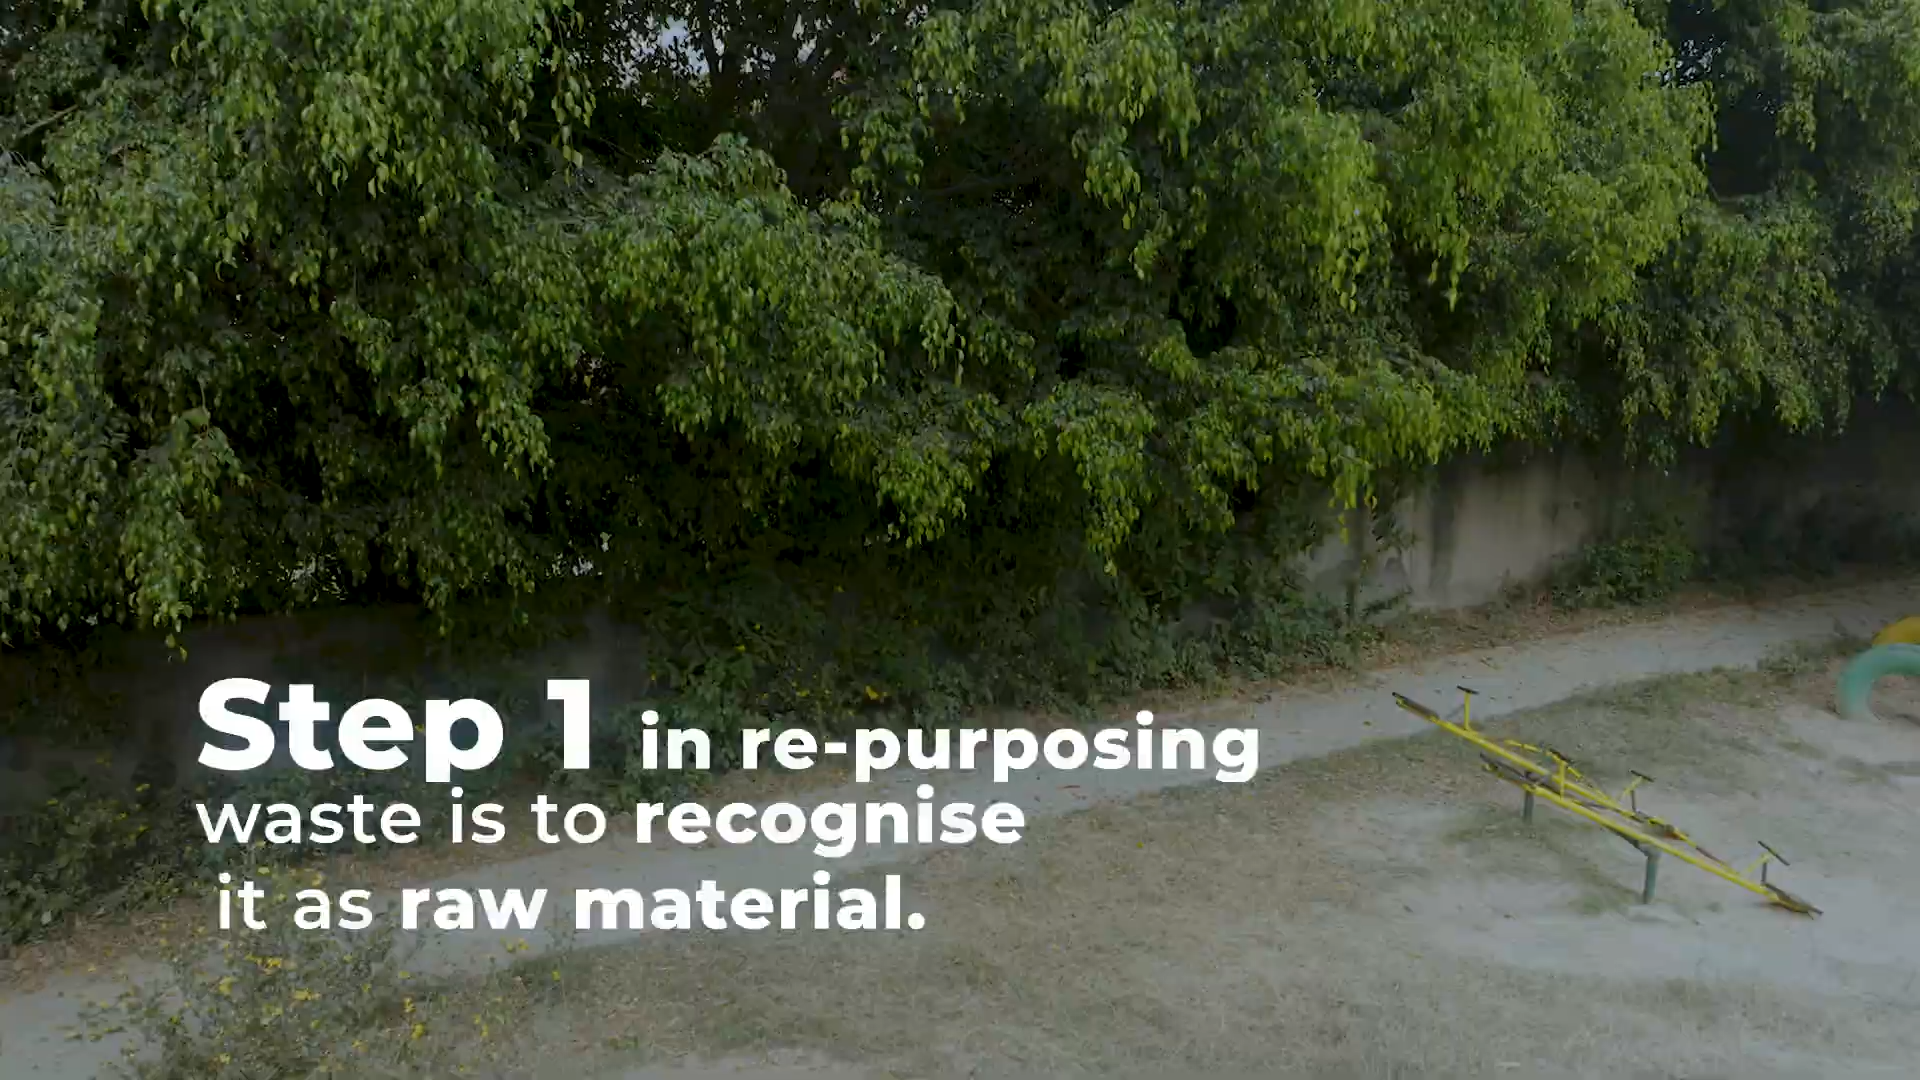 Step 1 in re-purposing
waste is to recognise
it as raw material.